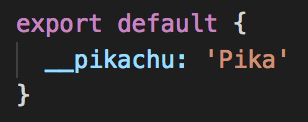 export default {
  __pikachu: 'Pika'
}